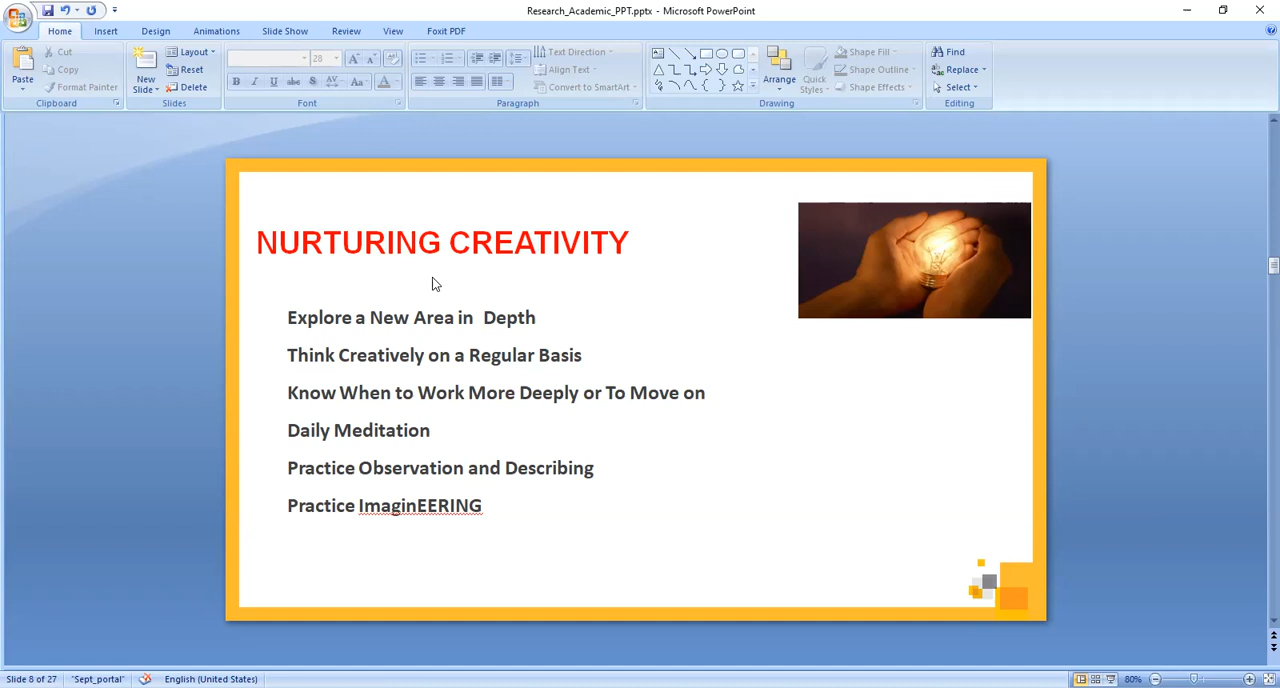 Research_Academic_PPT.pptx - Microsoft PowerPoint
Home Insert Design Animations Slide Show Review View Foxit PDF
Paste
Cut
Copy
Format Painter
Clipboard
New
Slide
Layout
Reset
Delete
Slides
28
B I U abe S AV Aa A
Font
Text Direction
Align Text
Convert to SmartArt
Paragraph
Arrange
Quick
Styles
Shape Fill
Shape Outline
Shape Effects
Drawing
Find
Replace
Select
Editing
NURTURING CREATIVITY
Explore a New Area in Depth
Think Creatively on a Regular Basis
Know When to Work More Deeply or To Move on
Daily Meditation
Practice Observation and Describing
Practice ImaginEERING
Slide 8 of 27 "Sept_portal" English (United States) 80%